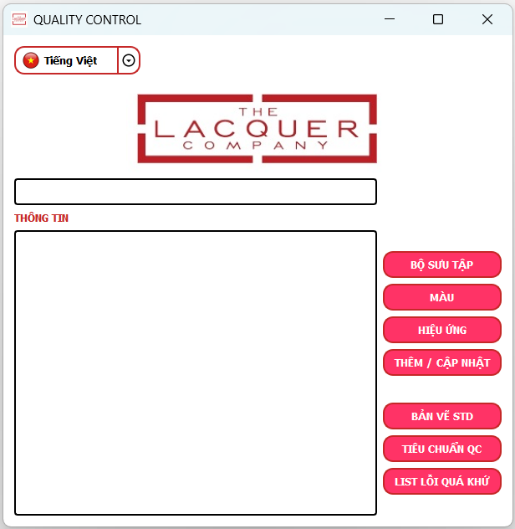 QUALITY CONTROL
Tiếng Việt
THE
LACQUER
COMPANY
THÔNG TIN
BỘ SƯU TẬP
MÀU
HIỆU ỨNG
THÊM / CẬP NHẬT
BẢN VẼ STD
TIÊU CHUẨN QC
LIST LỖI QUÁ KHỨ